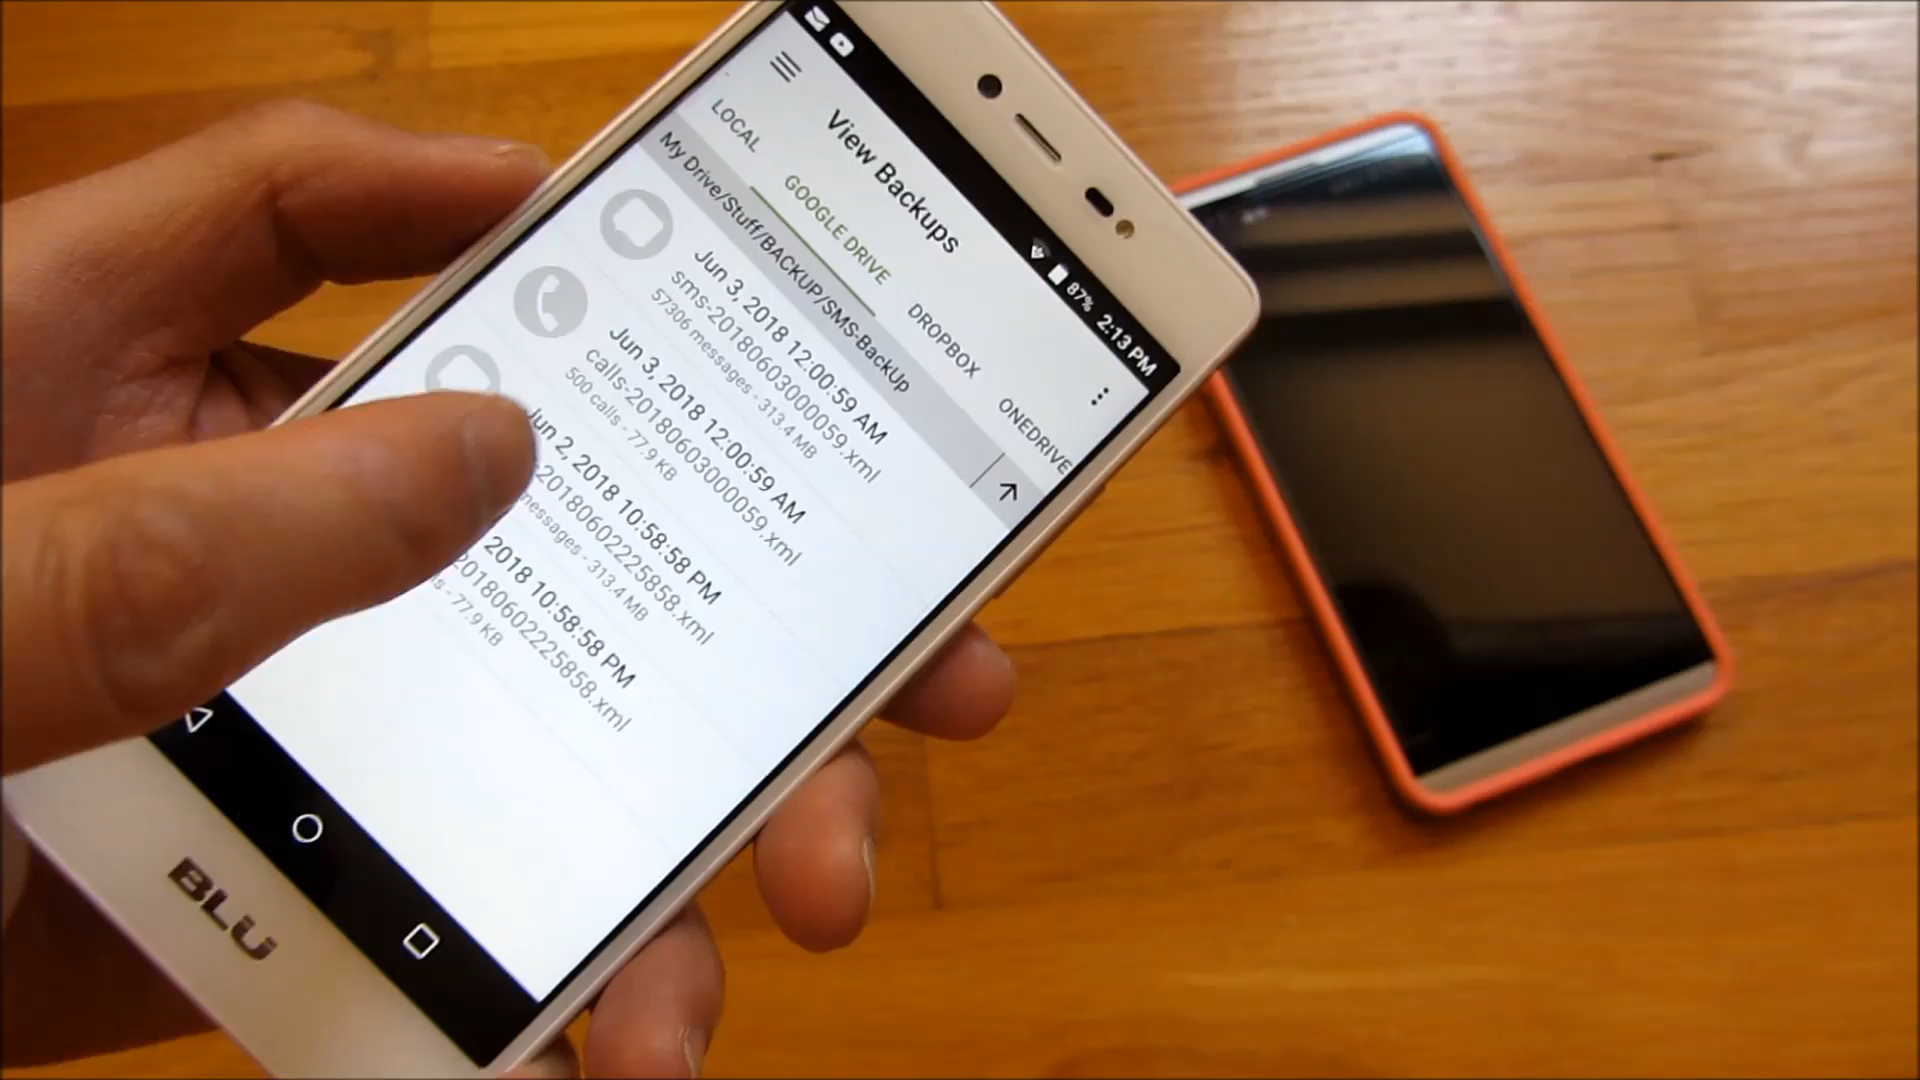 87% 2:13 PM
View Backups
LOCAL GOOGLE DRIVE DROPBOX ONEDRIVE
My Drive/Stuff/BACKUP/SMS-BackUp
Jun 3, 2018 12:00:59 AM
sms-20180603000059.xml
57306 messages - 313.4 MB
Jun 3, 2018 12:00:59 AM
calls-20180603000059.xml
500 calls - 77.9 KB
Jun 2, 2018 10:58:58 PM
-20180602225858.xml
messages - 313.4 MB
2018 10:58:58 PM
20180602225858.xml
- 77.9 KB
BLU